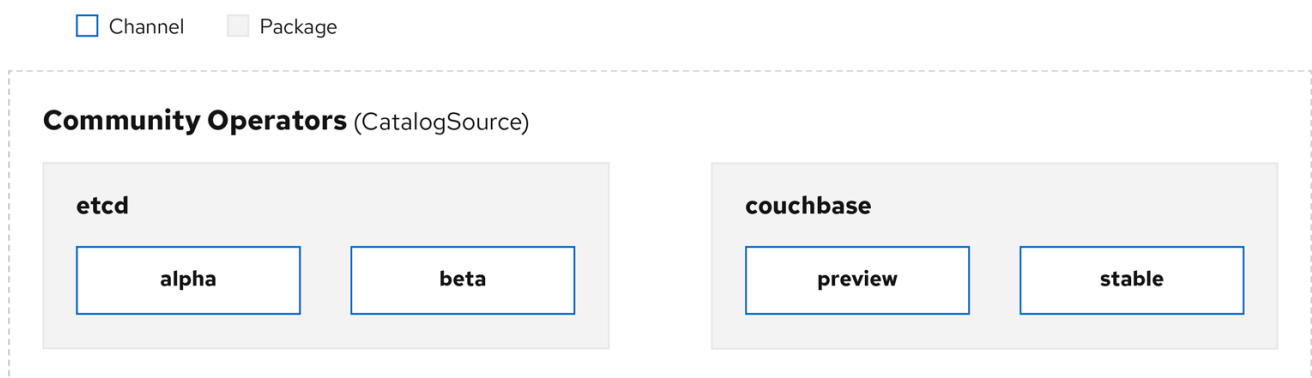 Channel Package
Community Operators (CatalogSource)
etcd couchbase
alpha beta preview stable